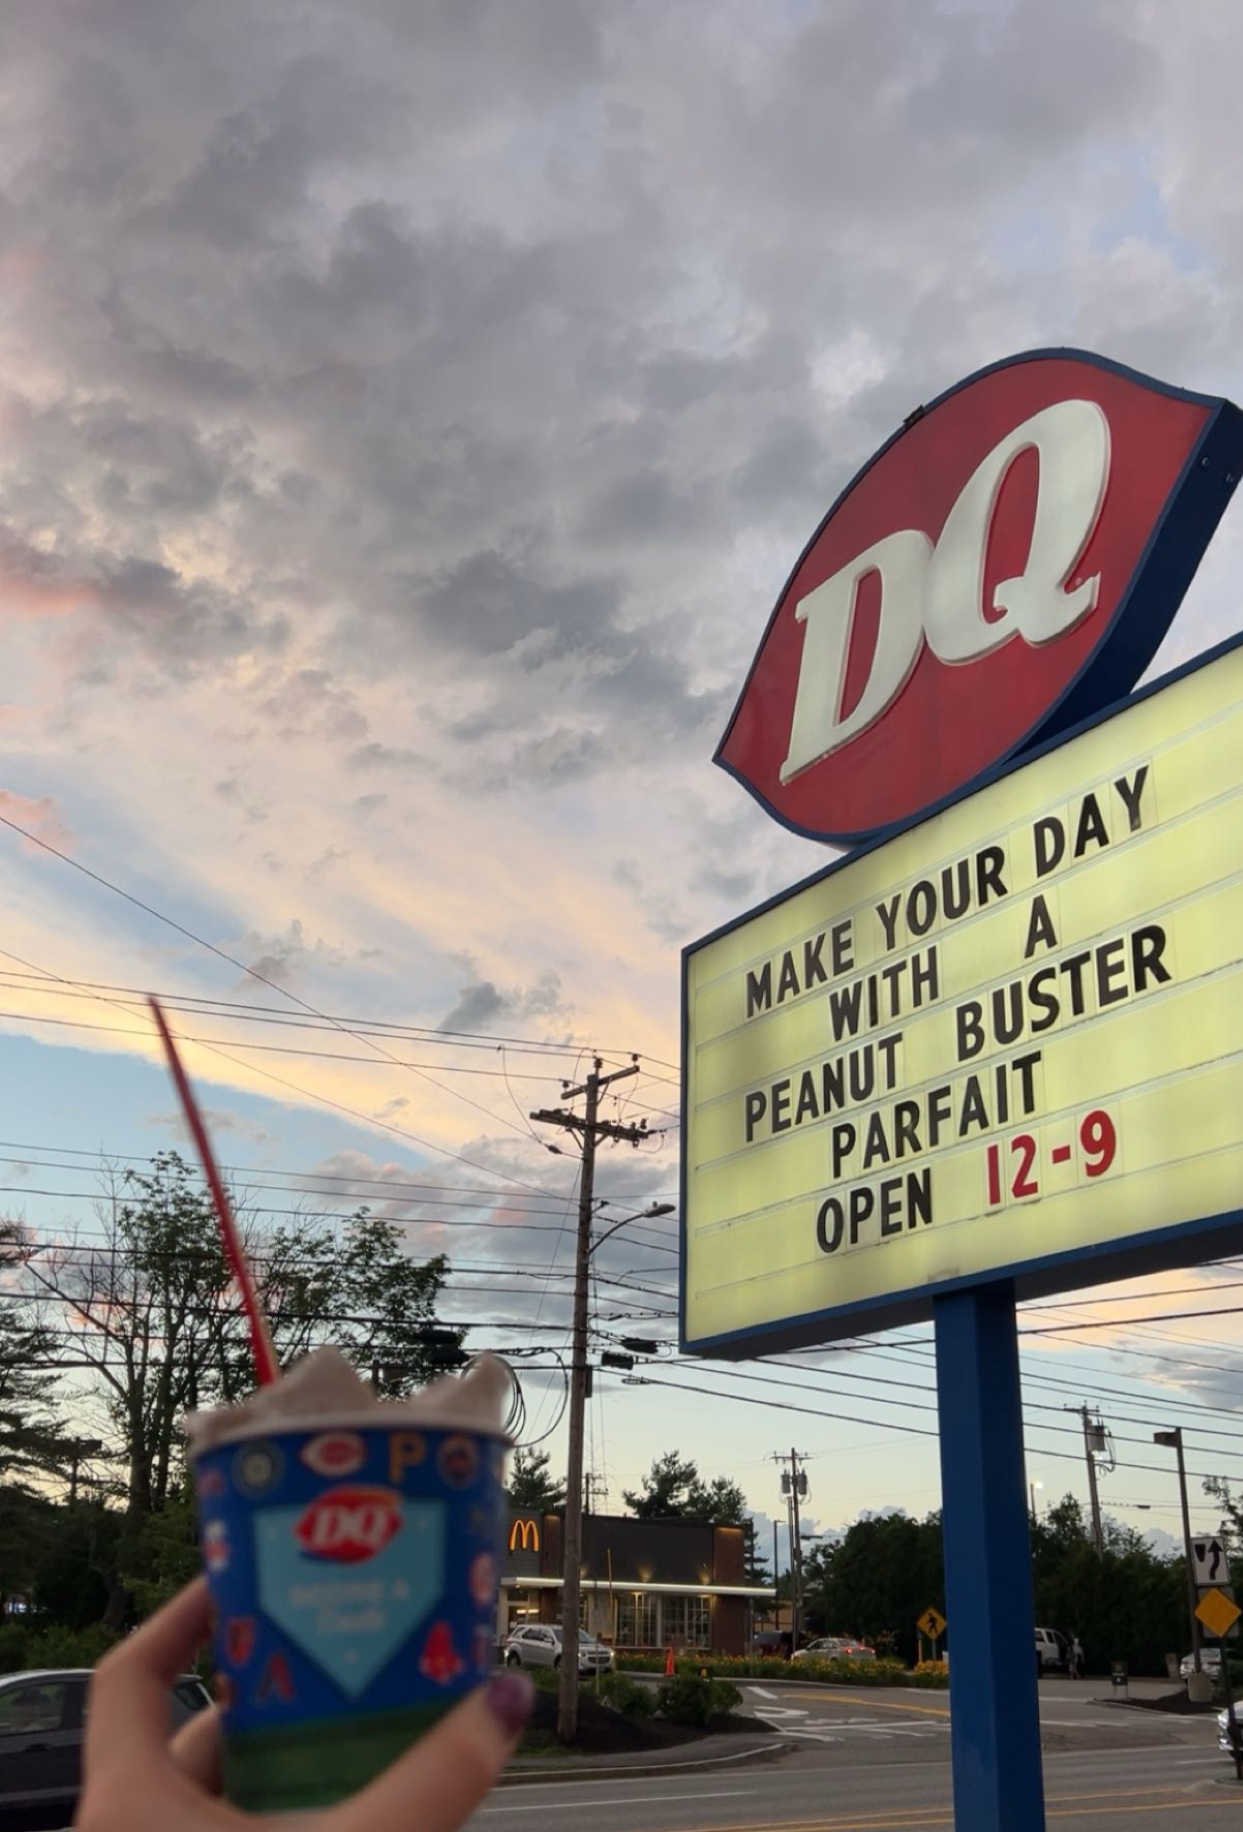 DQ
MAKE YOUR DAY
WITH A
PEANUT BUSTER
PARFAIT
OPEN 12-9
P
DQ
A
M